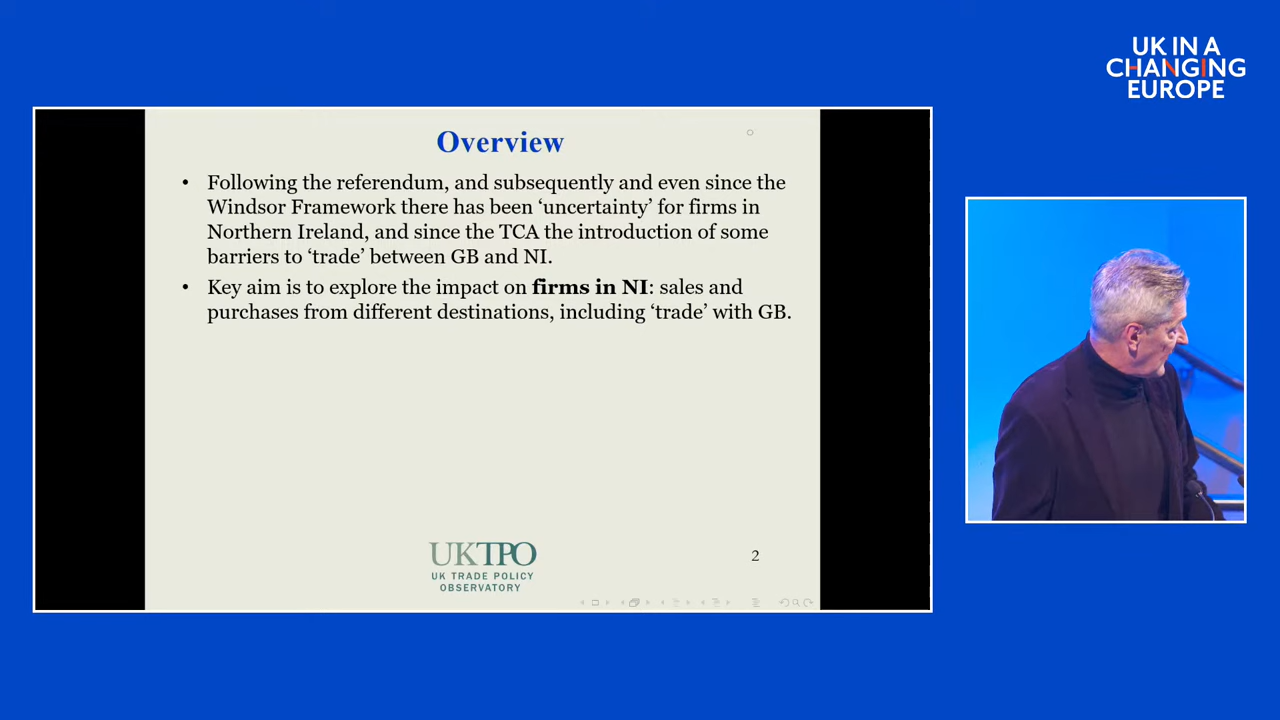 UK IN A
CHANGING
EUROPE
Overview
• Following the referendum, and subsequently and even since the
Windsor Framework there has been ‘uncertainty’ for firms in
Northern Ireland, and since the TCA the introduction of some
barriers to ‘trade’ between GB and NI.
• Key aim is to explore the impact on firms in NI: sales and
purchases from different destinations, including ‘trade’ with GB.
UKTPO
UK TRADE POLICY
OBSERVATORY
2